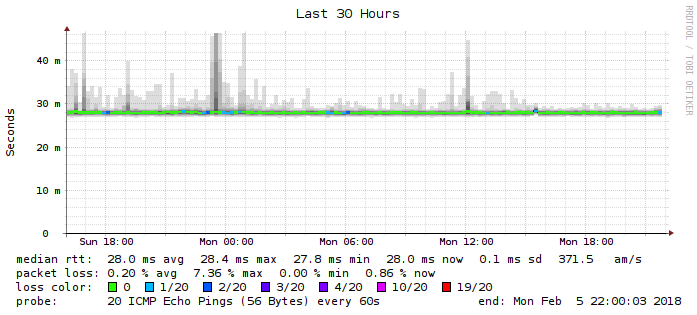 Last 30 Hours
RRDTOOL / TOBI OETIKER
Seconds
40 m
30 m
20 m
10 m
0
Sun 18:00 Mon 00:00 Mon 06:00 Mon 12:00 Mon 18:00
median rtt: 28.0 ms avg 28.4 ms max 27.8 ms min 28.0 ms now 0.1 ms sd 371.5 am/s
packet loss: 0.20 % avg 7.36 % max 0.00 % min 0.86 % now
loss color: 0 1/20 2/20 3/20 4/20 10/20 19/20
probe: 20 ICMP Echo Pings (56 Bytes) every 60s end: Mon Feb 5 22:00:03 2018